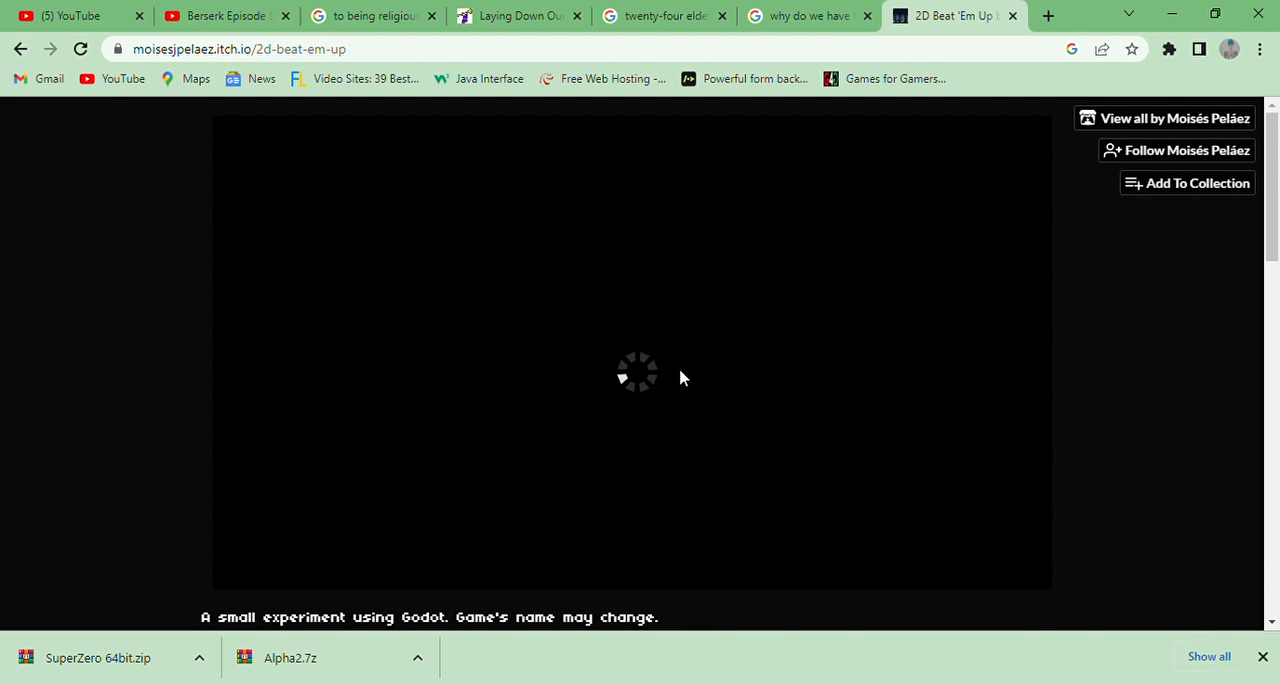 (5) YouTube
Berserk Episode
to being religious
Laying Down Our
twenty-four elde
why do we have
2D Beat 'Em Up b
moisesjpelaez.itch.io/2d-beat-em-up
Gmail
YouTube
Maps
News
Video Sites: 39 Best...
Java Interface
Free Web Hosting -...
Powerful form back...
Games for Gamers...
View all by Moisés Peláez
Follow Moisés Peláez
Add To Collection
A small experiment using Godot. Game's name may change.
SuperZero 64bit.zip
Alpha2.7z
Show all